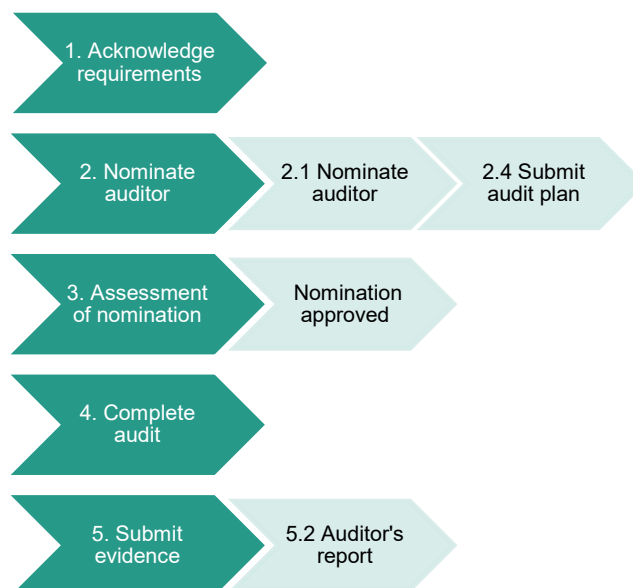 1. Acknowledge
requirements
2. Nominate
auditor
2.1 Nominate
auditor
2.4 Submit
audit plan
3. Assessment
of nomination
Nomination
approved
4. Complete
audit
5. Submit
evidence
5.2 Auditor's
report